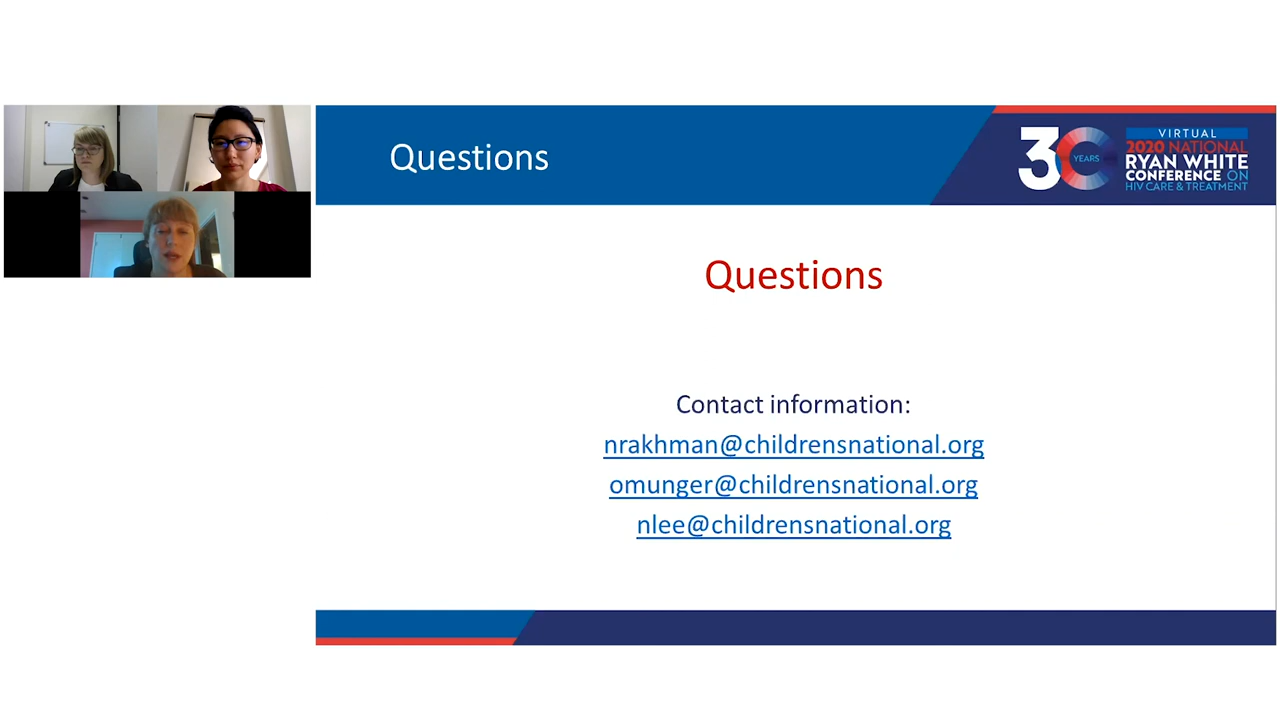 Questions
30
YEARS
VIRTUAL
2020 NATIONAL
RYAN WHITE
CONFERENCE ON
HIV CARE & TREATMENT
Questions
Contact information:
nrakhman@childrensnational.org
omunger@childrensnational.org
nlee@childrensnational.org